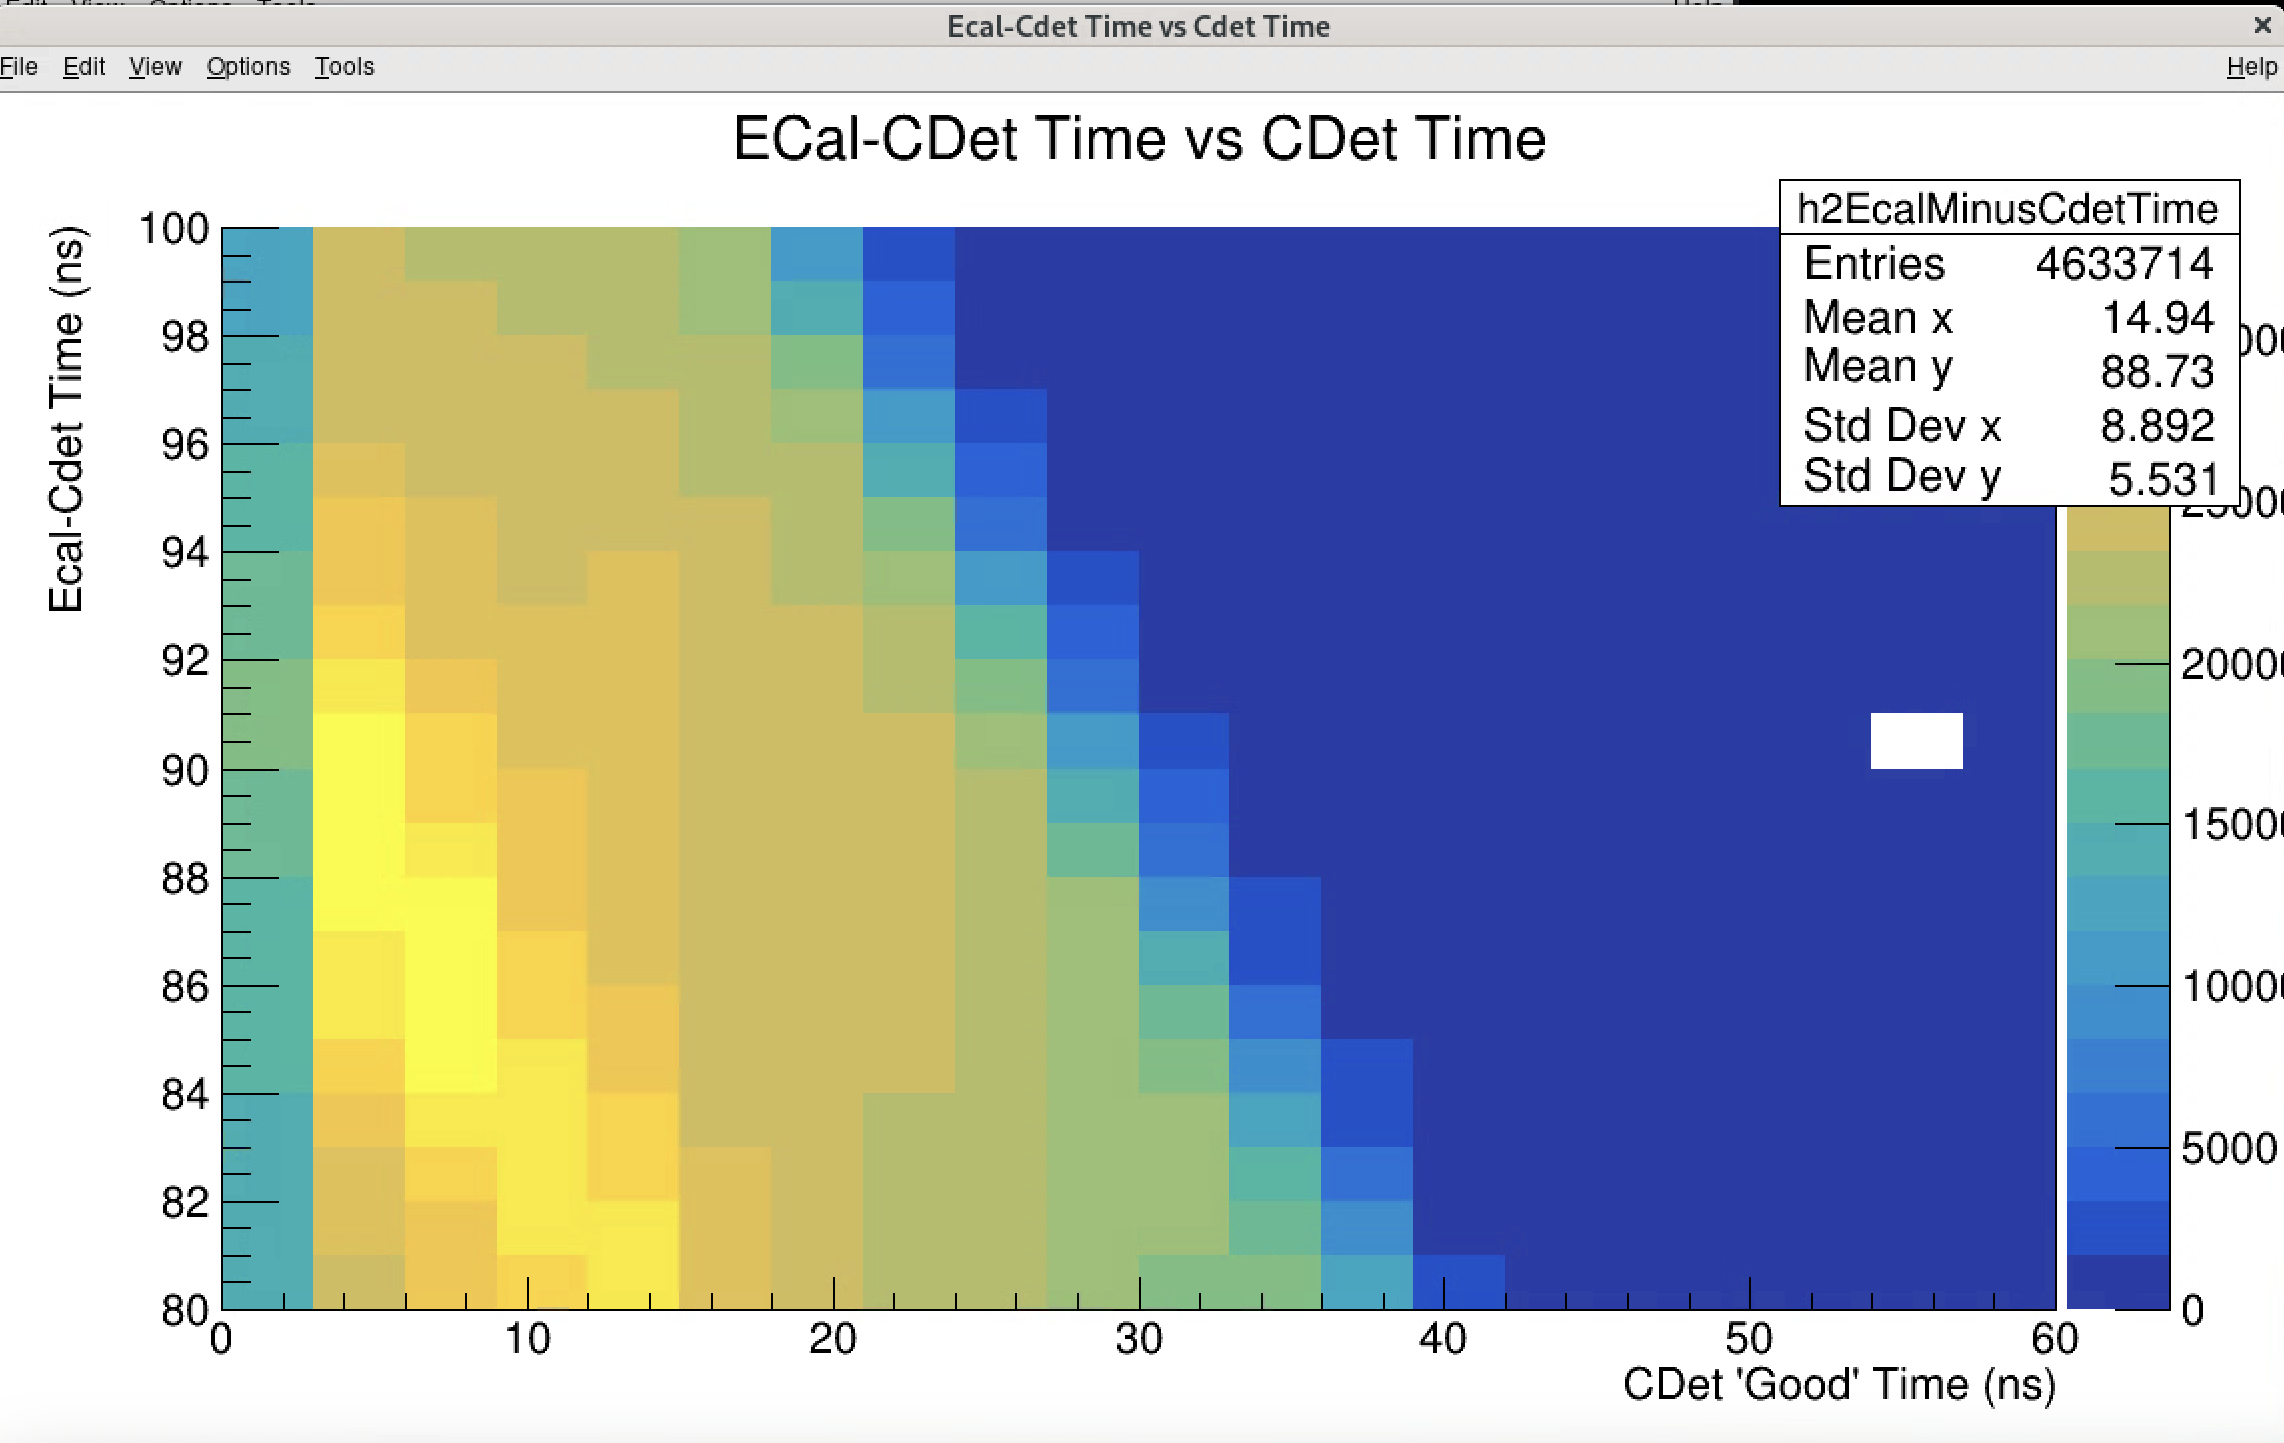 Ecal-Cdet Time vs Cdet Time
File Edit View Options Tools Help
ECal-CDet Time vs CDet Time
h2EcalMinusCdetTime
Entries 4633714
Mean x 14.94
Mean y 88.73
Std Dev x 8.892
Std Dev y 5.531
Ecal-Cdet Time (ns)
100
98
96
94
92
90
88
86
84
82
80
0 10 20 30 40 50 60
CDet 'Good' Time (ns)
5000
0